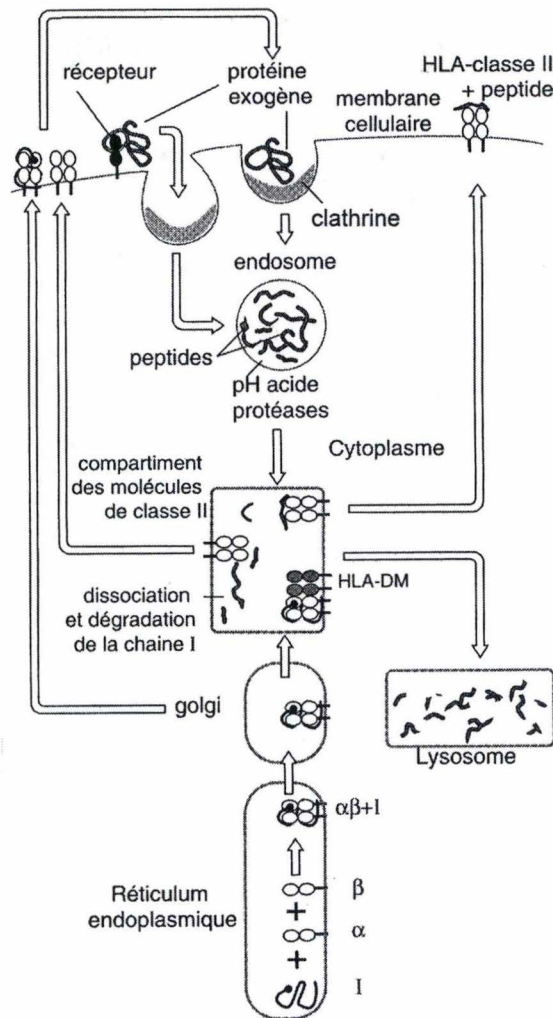 récepteur
protéine
exogène
HLA-classe II
+ peptide
membrane
cellulaire
clathrine
endosome
peptides
pH acide
protéases
Cytoplasme
compartiment
des molécules
de classe II
HLA-DM
dissociation
et dégradation
de la chaine I
golgi
Lysosome
αβ+I
Réticulum
endoplasmique
β
+
α
+
I